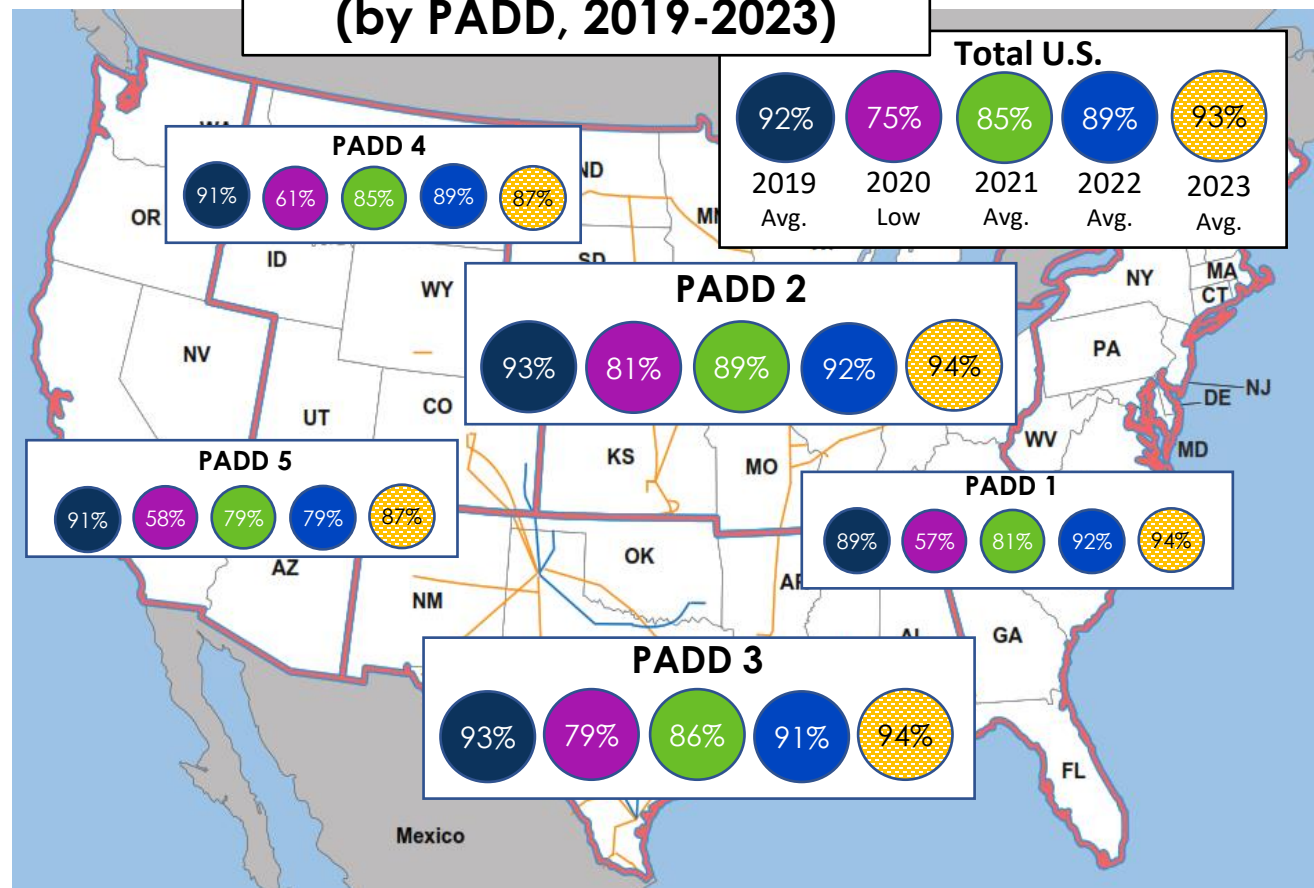 (by PADD, 2019-2023)
Total U.S.
92% 75% 85% 89% 93%
2019 2020 2021 2022 2023
Avg. Low Avg. Avg. Avg.
PADD 4
91% 61% 85% 89% 87%
OR
ID
WY
NY
MA
CT
PADD 2
93% 81% 89% 92% 94%
NV
UT
CO
PA
NJ
DE
MD
WV
KS
MO
PADD 5
91% 58% 79% 79% 87%
PADD 1
89% 57% 81% 92% 94%
AZ
NM
OK
GA
PADD 3
93% 79% 86% 91% 94%
FL
Mexico